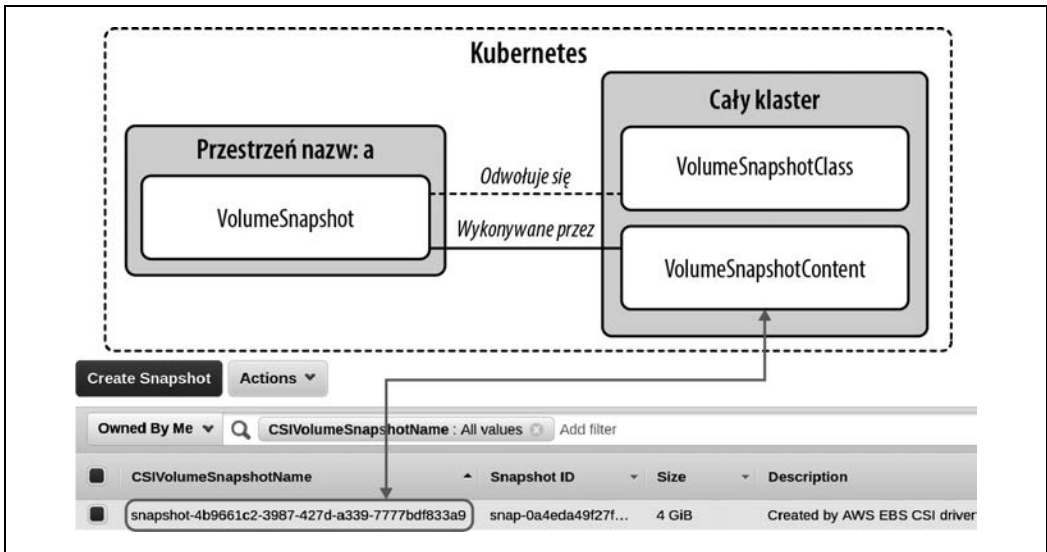 Kubernetes
Cały klaster
Przestrzeń nazw: a
VolumeSnapshotClass
Odwołuje się
VolumeSnapshot
Wykonywane przez
VolumeSnapshotContent
Create Snapshot Actions
Owned By Me CSIVolumeSnapshotName : All values Add filter
CSIVolumeSnapshotName Snapshot ID Size Description
snapshot-4b9661c2-3987-427d-a339-7777bdf833a9 snap-0a4eda49f27f... 4 GiB Created by AWS EBS CSI driver